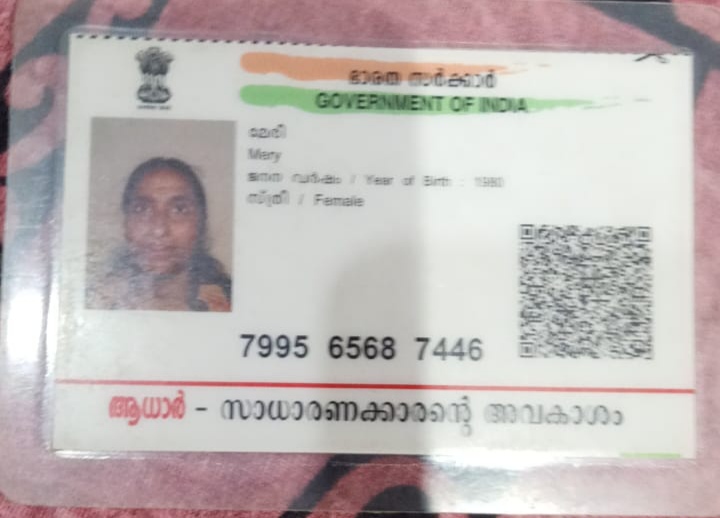 ഭാരത സർക്കാർ
GOVERNMENT OF INDIA
മേരി
Mery
ജനന വർഷം / Year of Birth : 1980
സ്ത്രീ / Female
7995 6568 7446
ആധാർ - സാധാരണക്കാരന്റെ അവകാശം